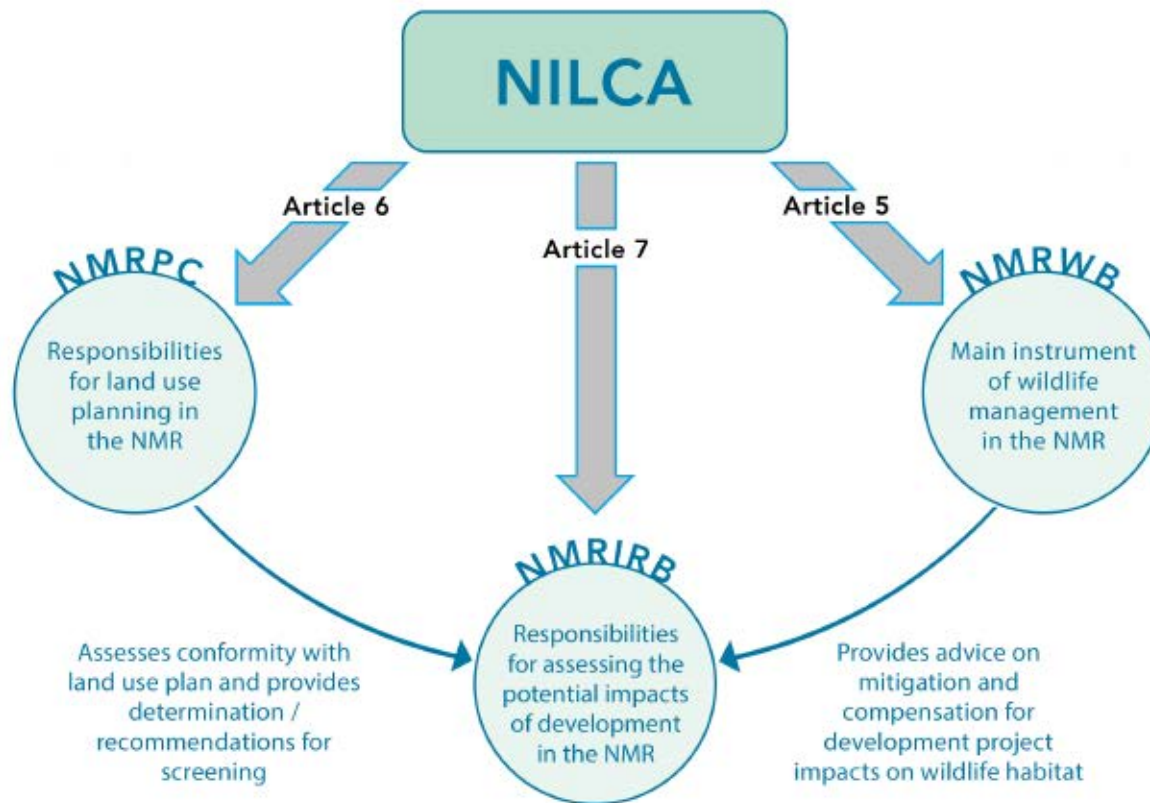 NILCA
Article 6
Article 7
Article 5
NMRPC
Responsibilities
for land use
planning in
the NMR
NMRWB
Main instrument
of wildlife
management
in the NMR
NMRIRB
Responsibilities
for assessing the
potential impacts
of development
in the NMR
Assesses conformity with
land use plan and provides
determination /
recommendations for
screening
Provides advice on
mitigation and
compensation for
development project
impacts on wildlife habitat